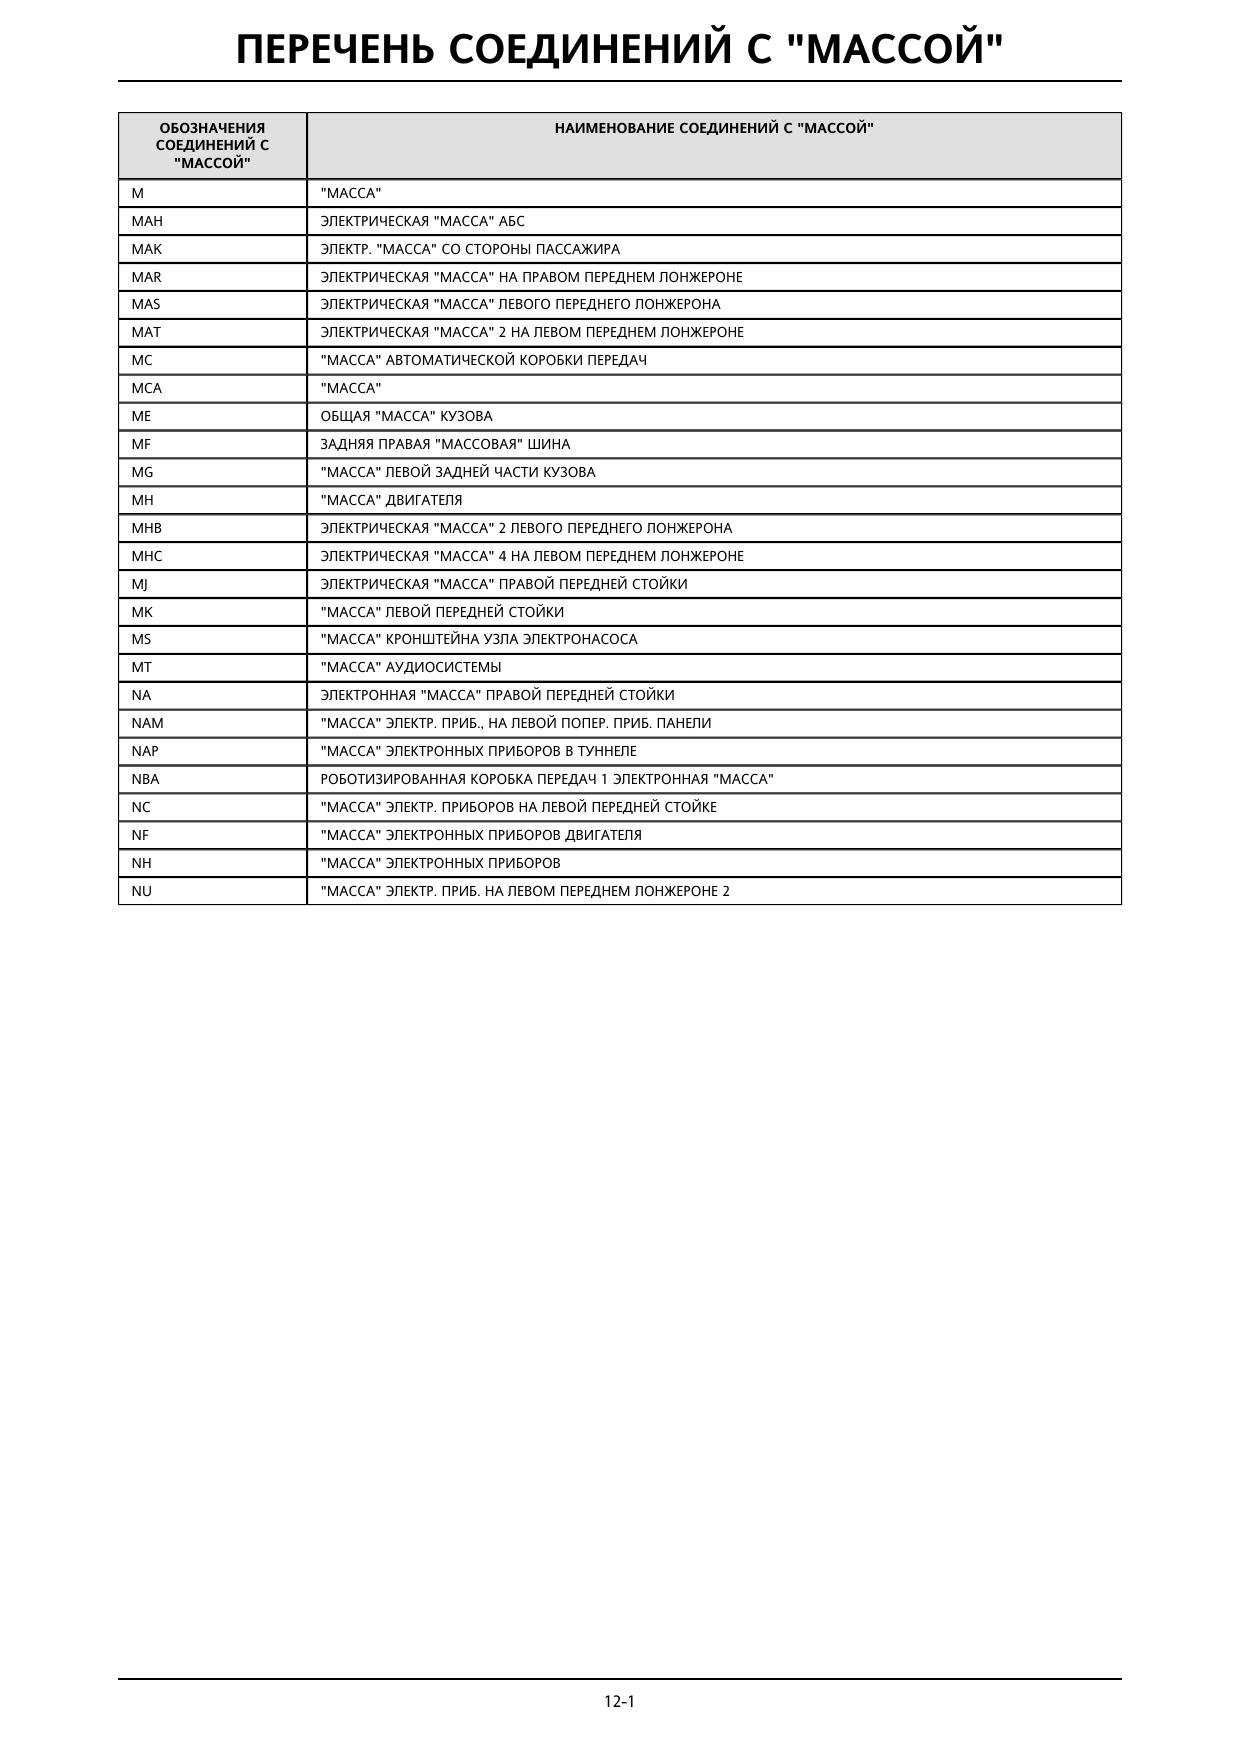 ПЕРЕЧЕНЬ СОЕДИНЕНИЙ С "МАССОЙ"
ОБОЗНАЧЕНИЯ
СОЕДИНЕНИЙ С
"МАССОЙ"
НАИМЕНОВАНИЕ СОЕДИНЕНИЙ С "МАССОЙ"
M "МАССА"
MAH ЭЛЕКТРИЧЕСКАЯ "МАССА" АБС
MAK ЭЛЕКТР. "МАССА" СО СТОРОНЫ ПАССАЖИРА
MAR ЭЛЕКТРИЧЕСКАЯ "МАССА" НА ПРАВОМ ПЕРЕДНЕМ ЛОНЖЕРОНЕ
MAS ЭЛЕКТРИЧЕСКАЯ "МАССА" ЛЕВОГО ПЕРЕДНЕГО ЛОНЖЕРОНА
MAT ЭЛЕКТРИЧЕСКАЯ "МАССА" 2 НА ЛЕВОМ ПЕРЕДНЕМ ЛОНЖЕРОНЕ
MC "МАССА" АВТОМАТИЧЕСКОЙ КОРОБКИ ПЕРЕДАЧ
MCA "МАССА"
ME ОБЩАЯ "МАССА" КУЗОВА
MF ЗАДНЯЯ ПРАВАЯ "МАССОВАЯ" ШИНА
MG "МАССА" ЛЕВОЙ ЗАДНЕЙ ЧАСТИ КУЗОВА
MH "МАССА" ДВИГАТЕЛЯ
MHB ЭЛЕКТРИЧЕСКАЯ "МАССА" 2 ЛЕВОГО ПЕРЕДНЕГО ЛОНЖЕРОНА
MHC ЭЛЕКТРИЧЕСКАЯ "МАССА" 4 НА ЛЕВОМ ПЕРЕДНЕМ ЛОНЖЕРОНЕ
MJ ЭЛЕКТРИЧЕСКАЯ "МАССА" ПРАВОЙ ПЕРЕДНЕЙ СТОЙКИ
MK "МАССА" ЛЕВОЙ ПЕРЕДНЕЙ СТОЙКИ
MS "МАССА" КРОНШТЕЙНА УЗЛА ЭЛЕКТРОНАСОСА
MT "МАССА" АУДИОСИСТЕМЫ
NA ЭЛЕКТРОННАЯ "МАССА" ПРАВОЙ ПЕРЕДНЕЙ СТОЙКИ
NAM "МАССА" ЭЛЕКТР. ПРИБ., НА ЛЕВОЙ ПОПЕР. ПРИБ. ПАНЕЛИ
NAP "МАССА" ЭЛЕКТРОННЫХ ПРИБОРОВ В ТУННЕЛЕ
NBA РОБОТИЗИРОВАННАЯ КОРОБКА ПЕРЕДАЧ 1 ЭЛЕКТРОННАЯ "МАССА"
NC "МАССА" ЭЛЕКТР. ПРИБОРОВ НА ЛЕВОЙ ПЕРЕДНЕЙ СТОЙКЕ
NF "МАССА" ЭЛЕКТРОННЫХ ПРИБОРОВ ДВИГАТЕЛЯ
NH "МАССА" ЭЛЕКТРОННЫХ ПРИБОРОВ
NU "МАССА" ЭЛЕКТР. ПРИБ. НА ЛЕВОМ ПЕРЕДНЕМ ЛОНЖЕРОНЕ 2
12-1